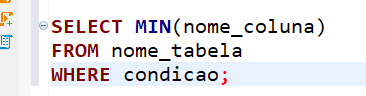 SELECT MIN(nome_coluna)
FROM nome_tabela
WHERE condicao;